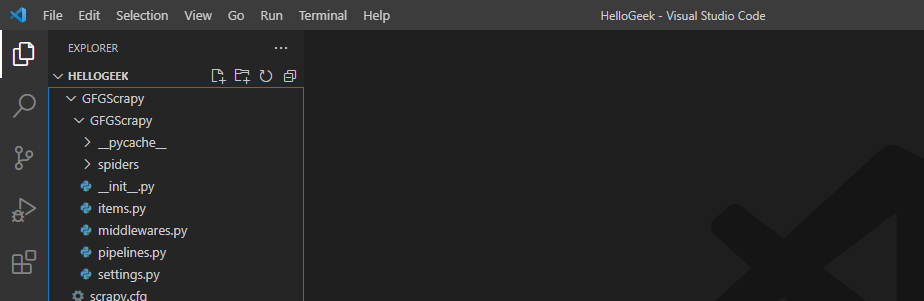 File Edit Selection View Go Run Terminal Help HelloGeek - Visual Studio Code
EXPLORER
HELLOGEEK
GFGScrapy
GFGScrapy
__pycache__
spiders
__init__.py
items.py
middlewares.py
pipelines.py
settings.py
scrapy.cfg